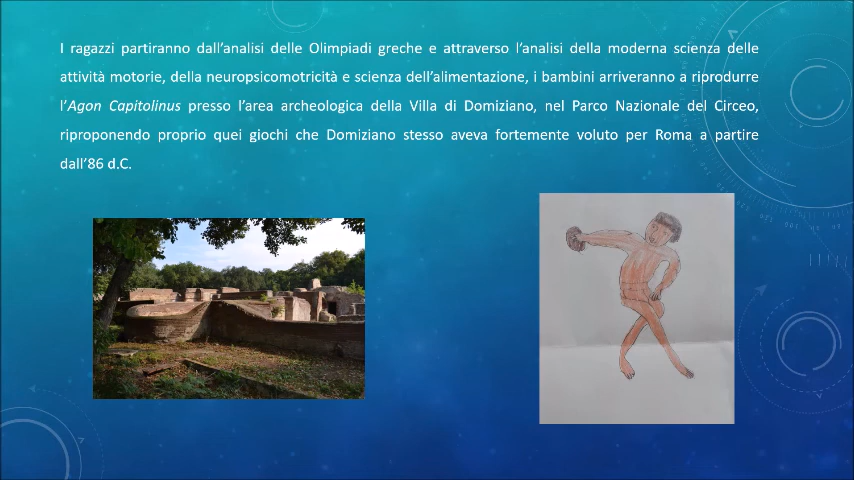 I ragazzi partiranno dall'analisi delle Olimpiadi greche e attraverso l'analisi della moderna scienza delle
attività motorie, della neuropsicomotricità e scienza dell'alimentazione, i bambini arriveranno a riprodurre
l'Agon Capitolinus presso l'area archeologica della Villa di Domiziano, nel Parco Nazionale del Circeo,
riproponendo proprio quei giochi che Domiziano stesso aveva fortemente voluto per Roma a partire
dall'86 d.C.